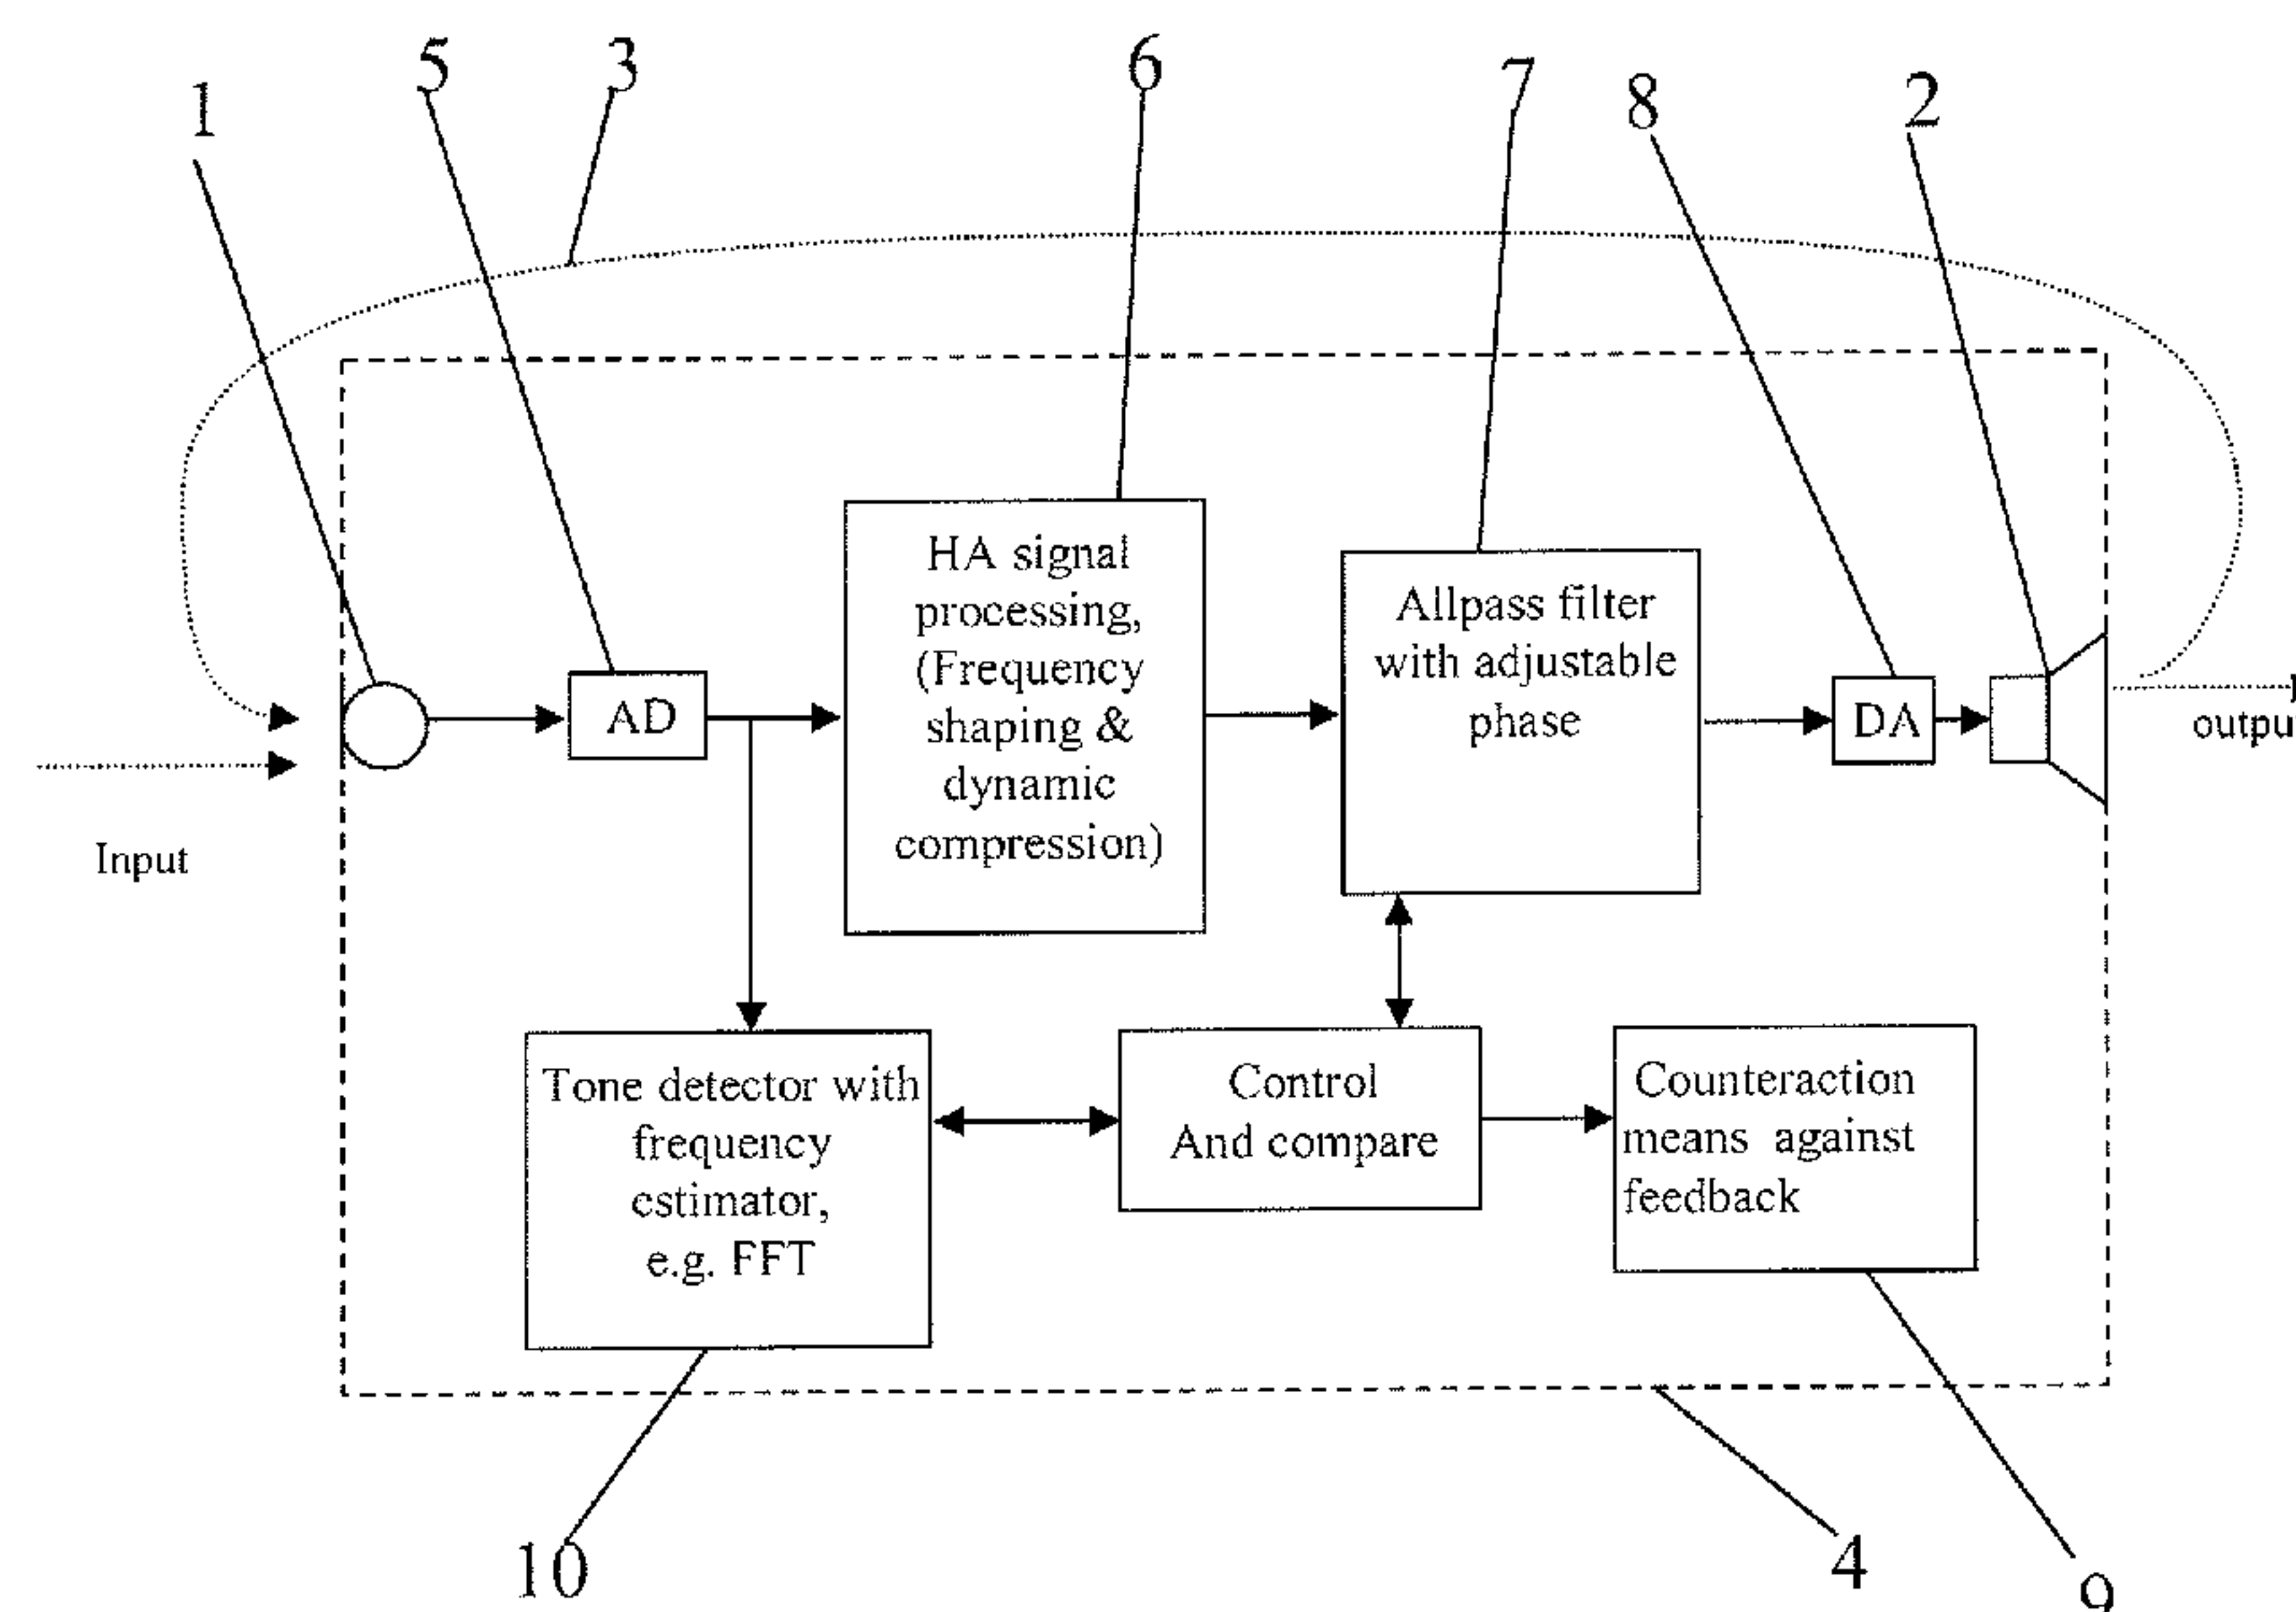 1
5
3
6
7
8
2
HA signal
processing,
(Frequency
shaping &
dynamic
compression)
Allpass filter
with adjustable
phase
AD
DA
outpu
Input
Tone detector with
frequency
estimator,
e.g. FFT
Control
And compare
Counteraction
means against
feedback
10
4
9